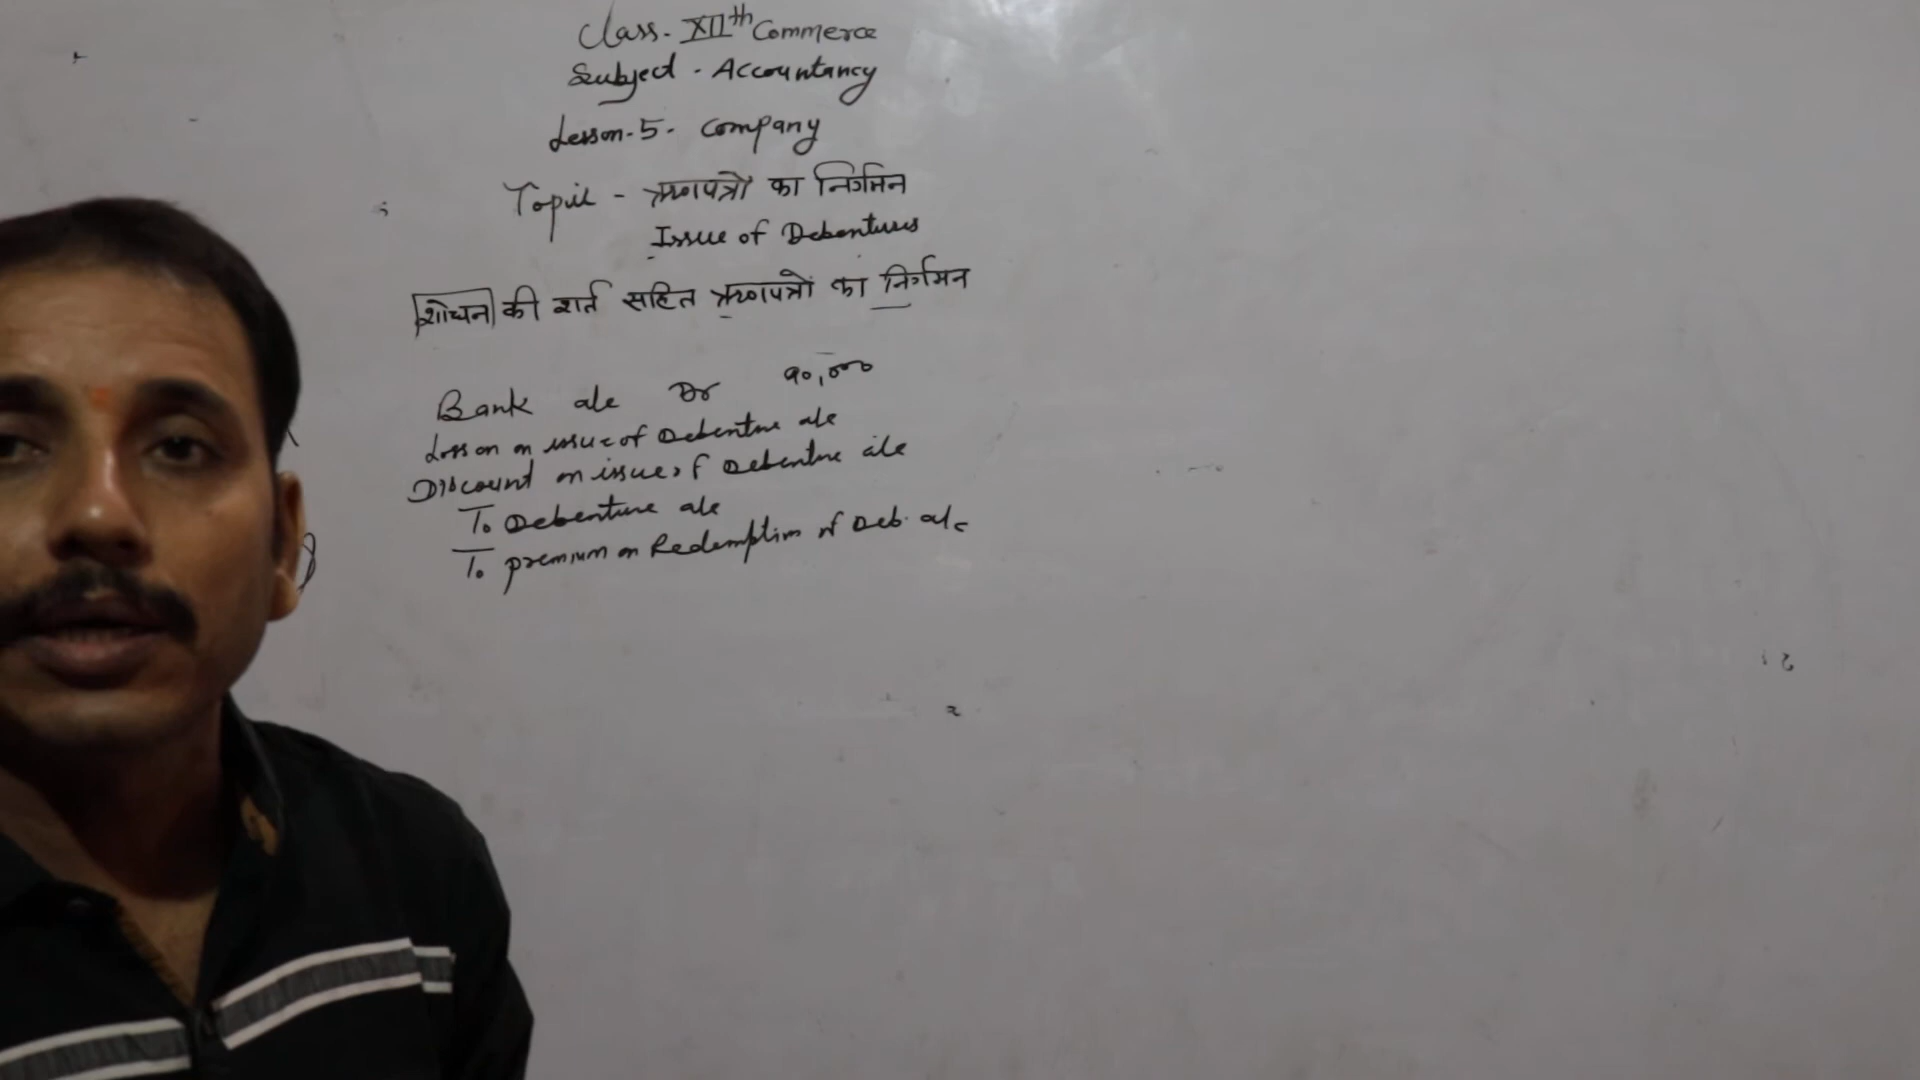 Class - XIIth Commerce
Subject - Accountancy
Lesson - 5 - Company
Topic - ऋणपत्रों का निर्गमन
Issue of Debentures
शोधन की शर्त सहित ऋणपत्रों का निर्गमन
Bank a/c Dr 90,000
Loss on issue of Debenture a/c
Discount on issue of Debenture a/c
To Debenture a/c
To premium on Redemption of Deb. a/c